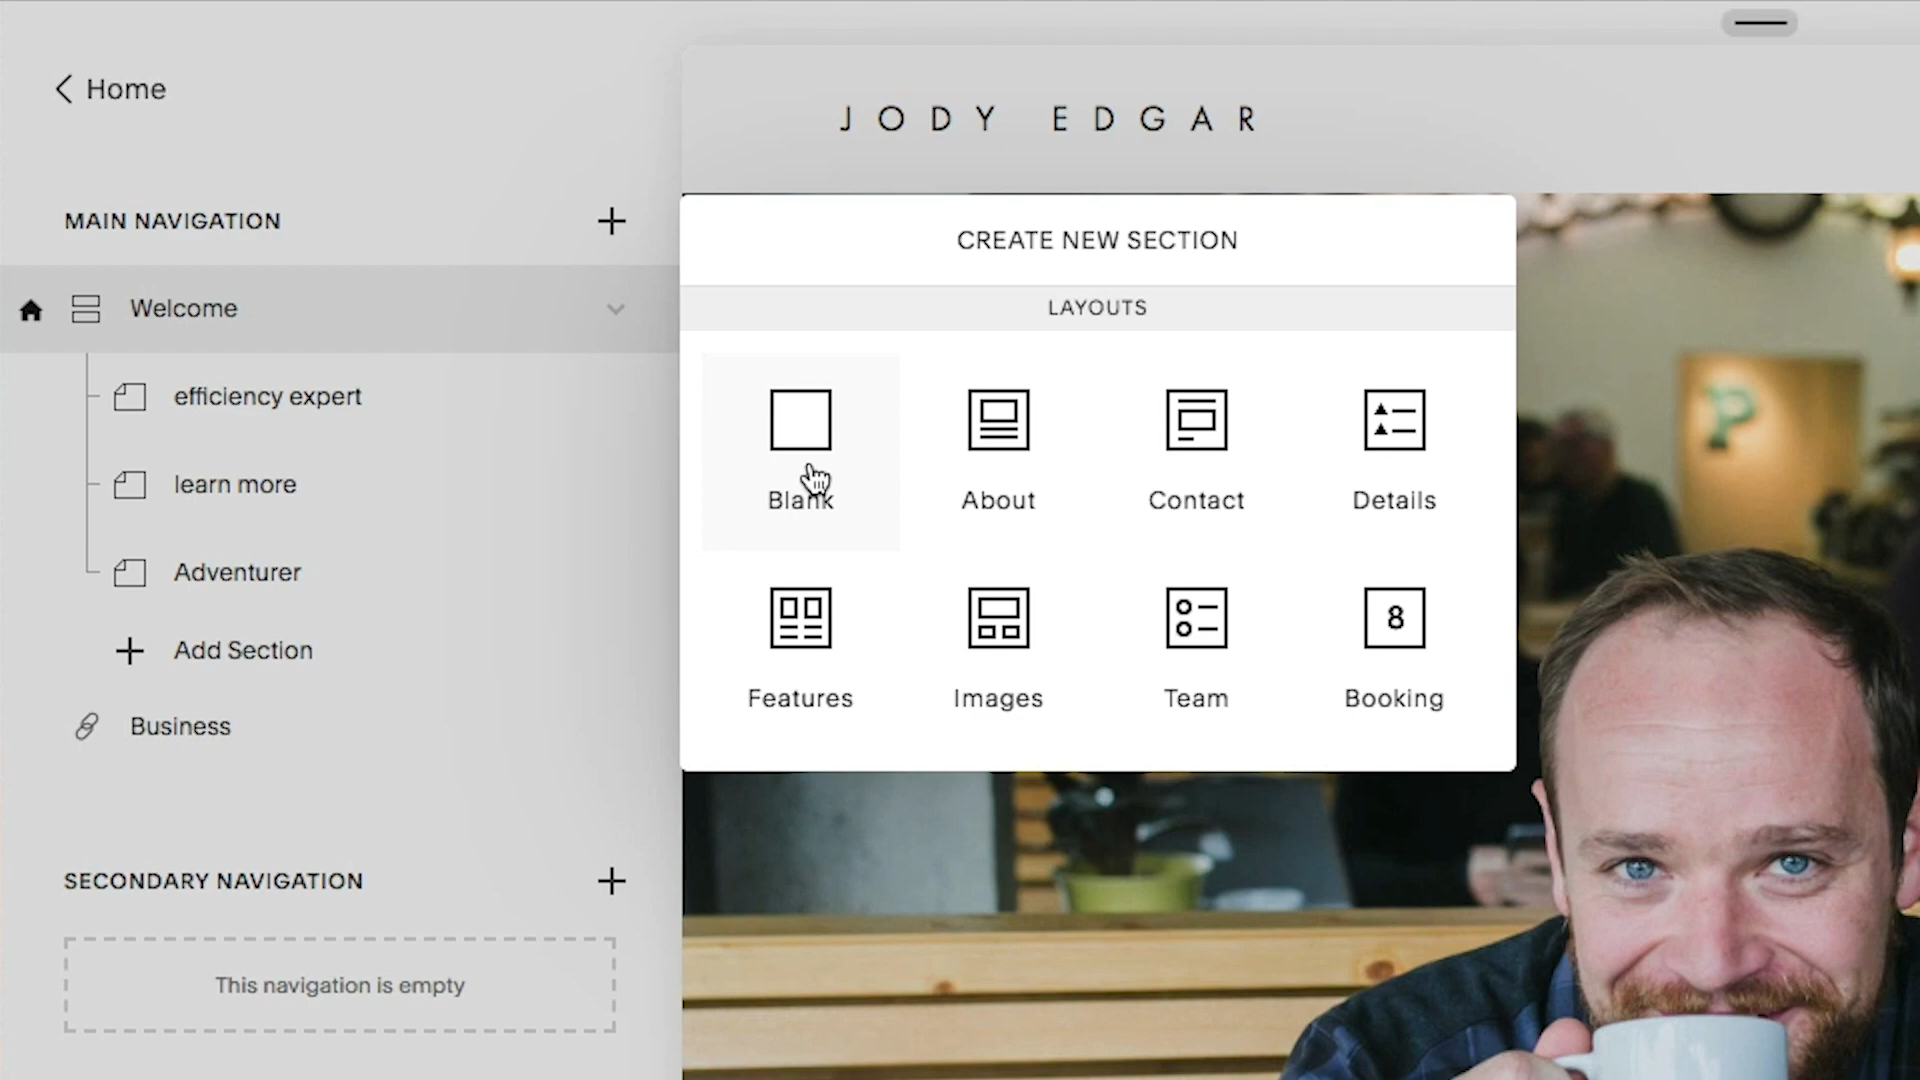 Home
JODY EDGAR
MAIN NAVIGATION
Welcome
efficiency expert
learn more
Adventurer
Add Section
Business
SECONDARY NAVIGATION
This navigation is empty
CREATE NEW SECTION
LAYOUTS
Blank
About
Contact
Details
Features
Images
Team
8
Booking
P